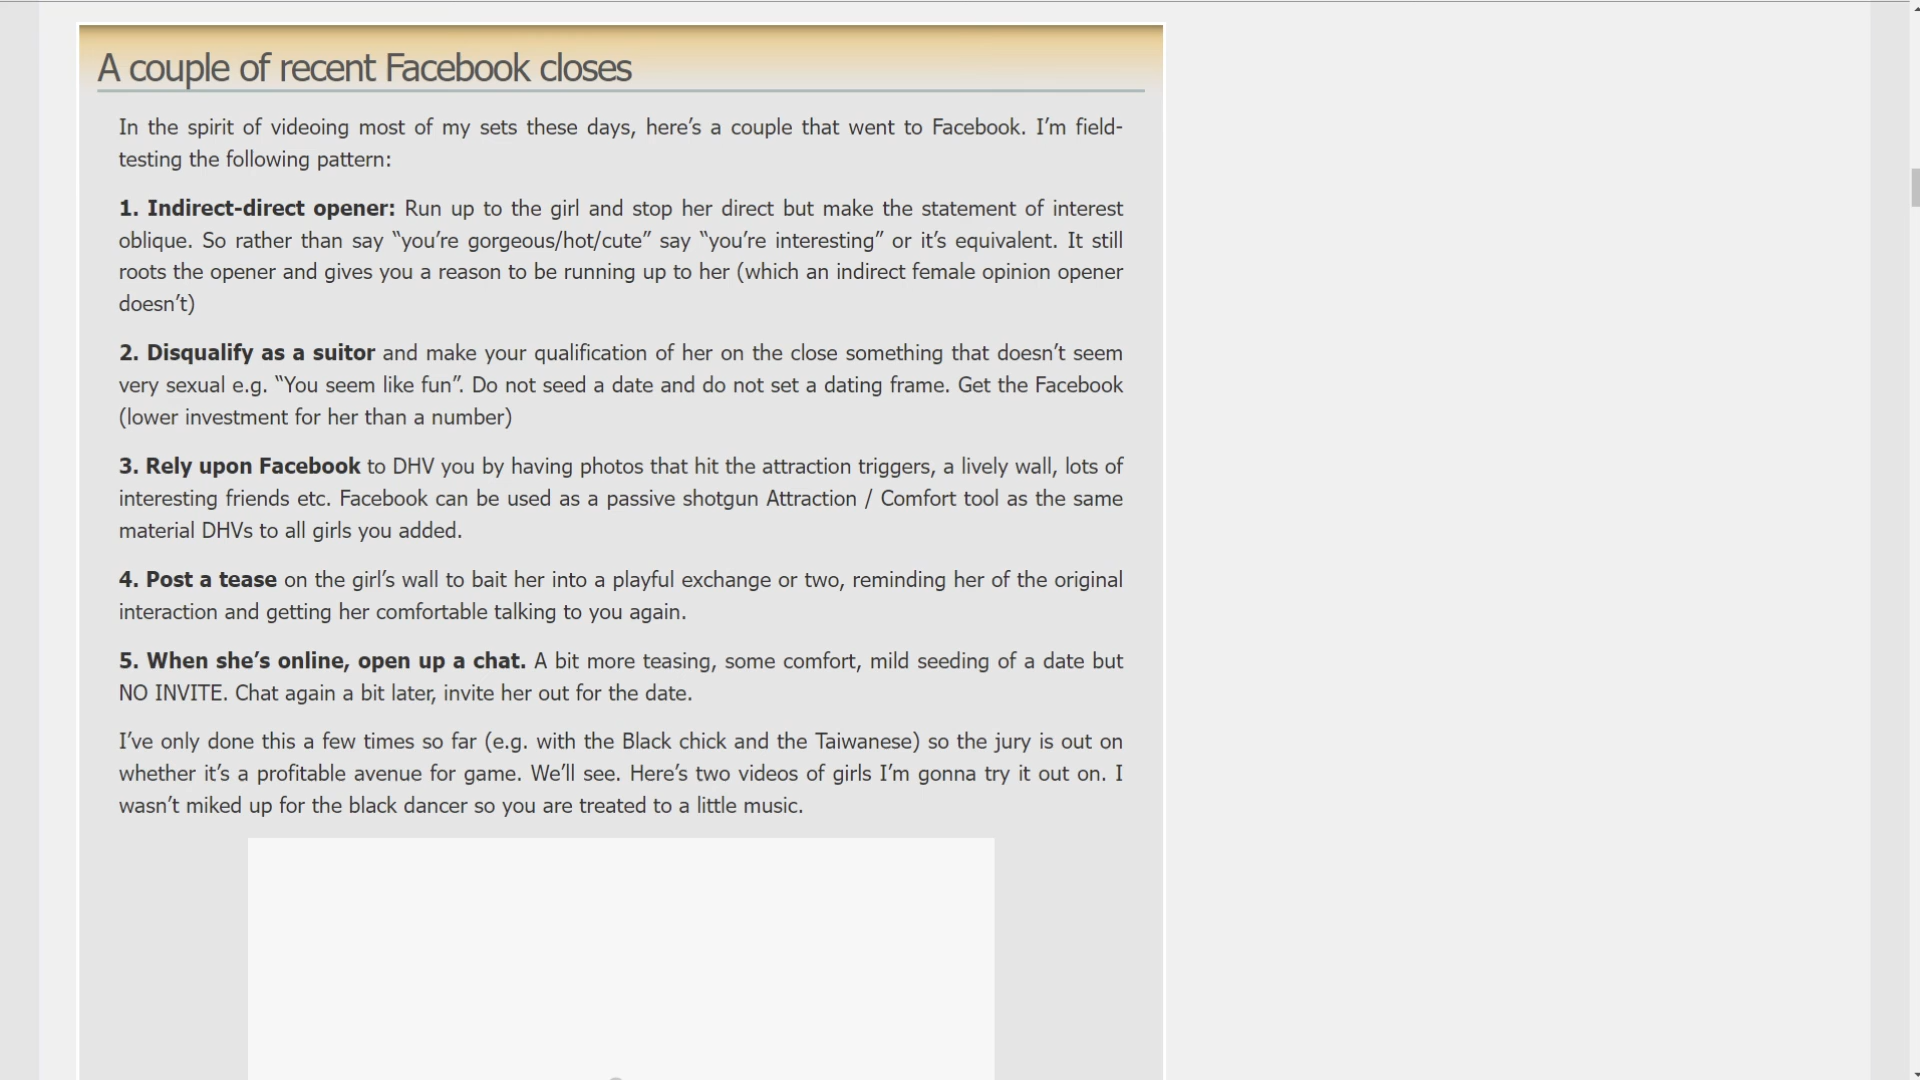 A couple of recent Facebook closes
In the spirit of videoing most of my sets these days, here’s a couple that went to Facebook. I’m field-
testing the following pattern:
1. Indirect-direct opener: Run up to the girl and stop her direct but make the statement of interest
oblique. So rather than say “you’re gorgeous/hot/cute” say “you’re interesting” or it’s equivalent. It still
roots the opener and gives you a reason to be running up to her (which an indirect female opinion opener
doesn’t)
2. Disqualify as a suitor and make your qualification of her on the close something that doesn’t seem
very sexual e.g. “You seem like fun”. Do not seed a date and do not set a dating frame. Get the Facebook
(lower investment for her than a number)
3. Rely upon Facebook to DHV you by having photos that hit the attraction triggers, a lively wall, lots of
interesting friends etc. Facebook can be used as a passive shotgun Attraction / Comfort tool as the same
material DHVs to all girls you added.
4. Post a tease on the girl’s wall to bait her into a playful exchange or two, reminding her of the original
interaction and getting her comfortable talking to you again.
5. When she’s online, open up a chat. A bit more teasing, some comfort, mild seeding of a date but
NO INVITE. Chat again a bit later, invite her out for the date.
I’ve only done this a few times so far (e.g. with the Black chick and the Taiwanese) so the jury is out on
whether it’s a profitable avenue for game. We’ll see. Here’s two videos of girls I’m gonna try it out on. I
wasn’t miked up for the black dancer so you are treated to a little music.